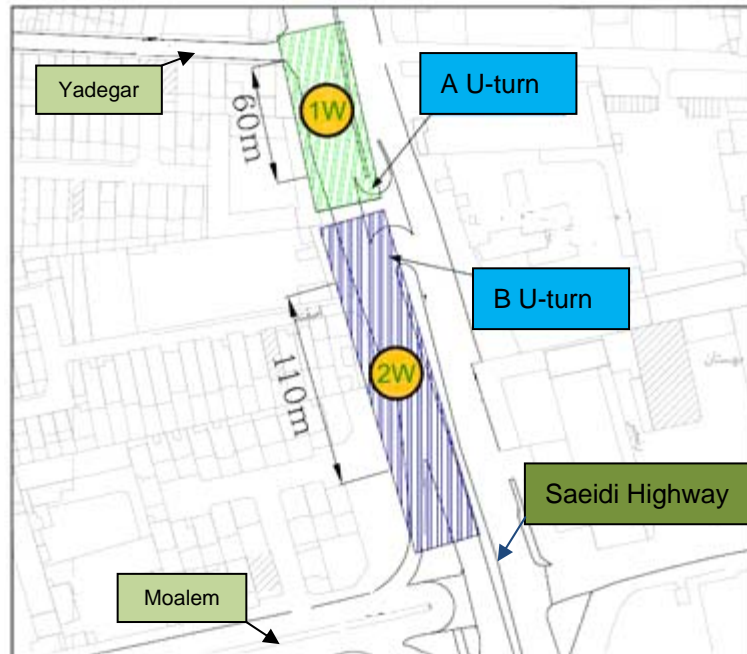 Yadegar
A U-turn
1W
60m
B U-turn
2W
110m
Saeidi Highway
Moalem